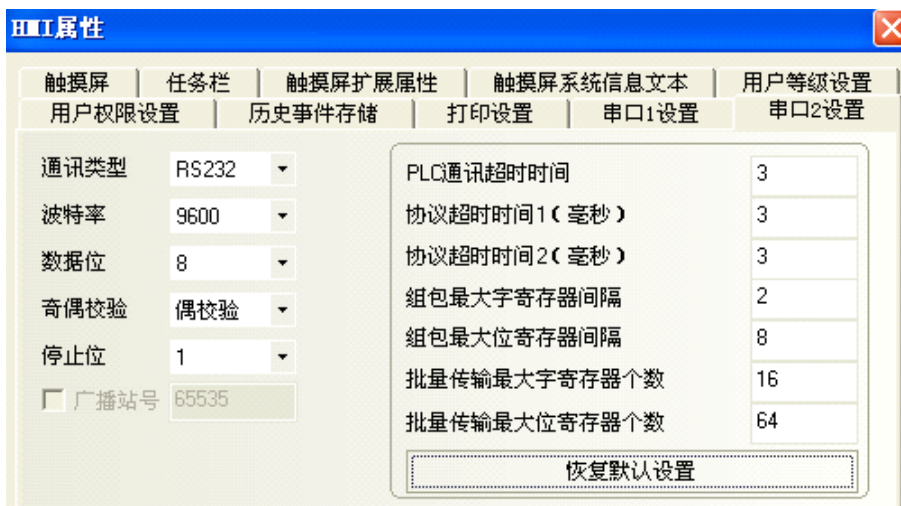 HMI属性
触摸屏 任务栏 触摸屏扩展属性 触摸屏系统信息文本 用户等级设置
用户权限设置 历史事件存储 打印设置 串口1设置 串口2设置
通讯类型 RS232
波特率 9600
数据位 8
奇偶校验 偶校验
停止位 1
广播站号 65535
PLC通讯超时时间 3
协议超时时间1(毫秒) 3
协议超时时间2(毫秒) 3
组包最大字寄存器间隔 2
组包最大位寄存器间隔 8
批量传输最大字寄存器个数 16
批量传输最大位寄存器个数 64
恢复默认设置